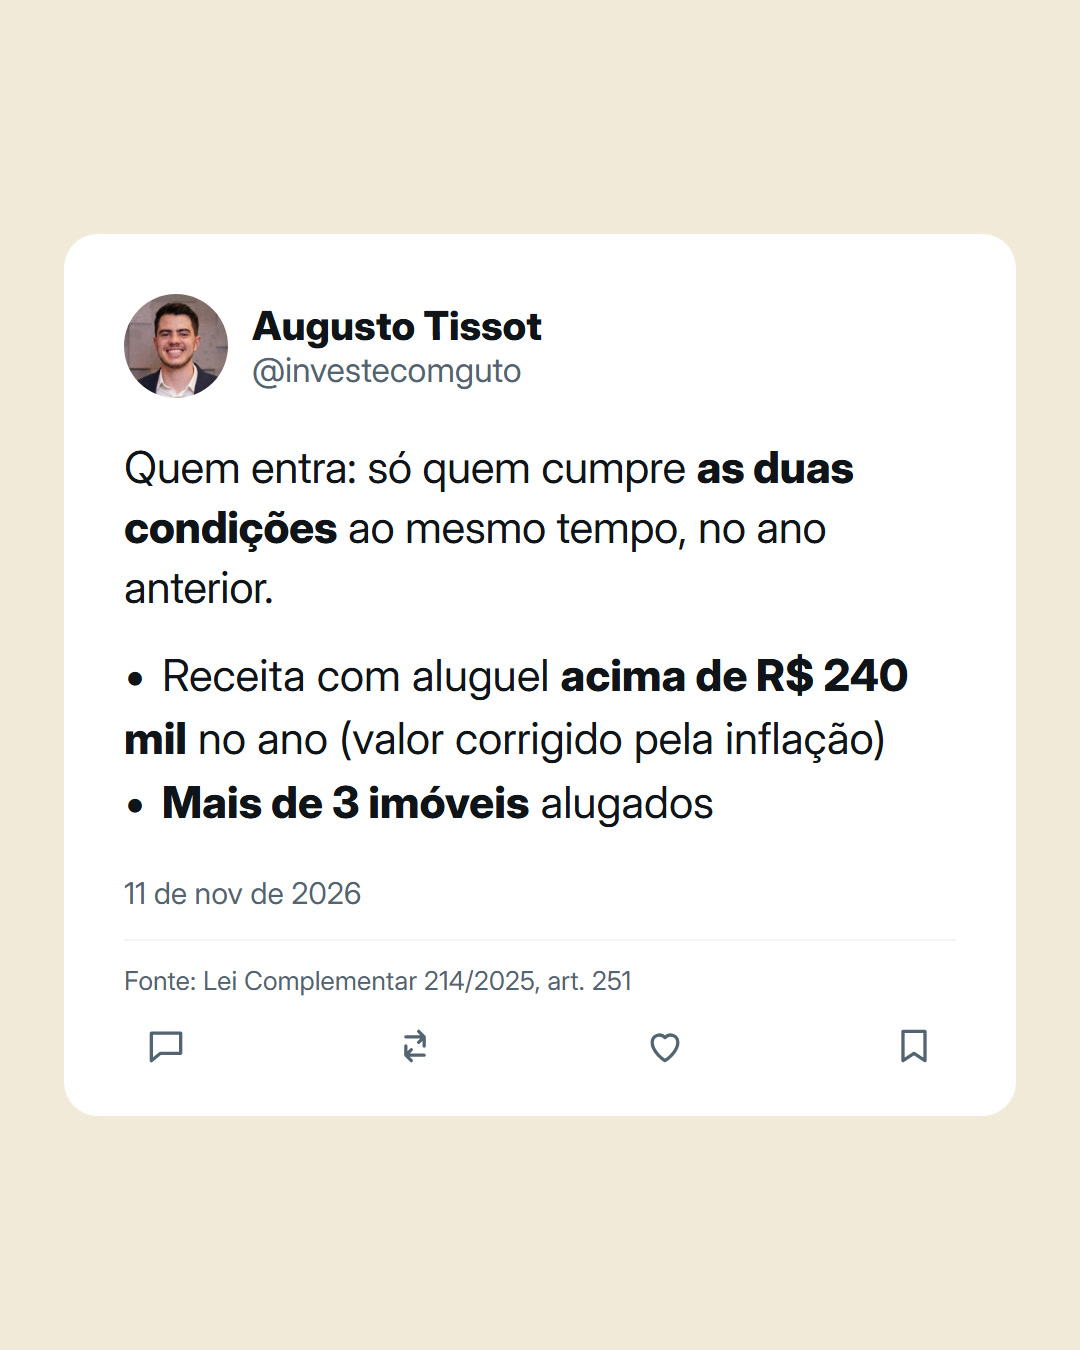 Augusto Tissot
@investecomguto
Quem entra: só quem cumpre as duas
condições ao mesmo tempo, no ano
anterior.
• Receita com aluguel acima de R$ 240
mil no ano (valor corrigido pela inflação)
• Mais de 3 imóveis alugados
11 de nov de 2026
Fonte: Lei Complementar 214/2025, art. 251